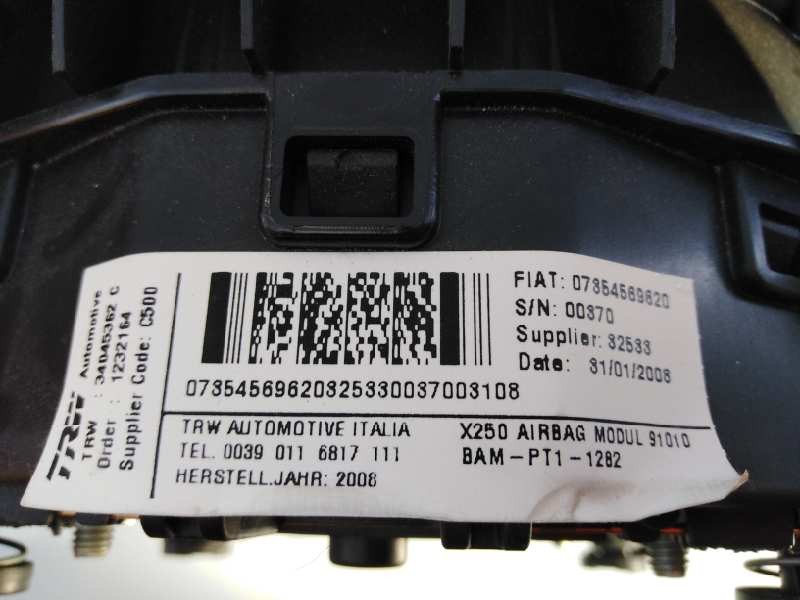 TRW Automotive
TRW : 34045362 C
Order : 1232164
Supplier Code: C500
FIAT: 07354569620
S/N: 00370
Supplier: 32533
Date: 31/01/2008
07354569620325330037003108
TRW AUTOMOTIVE ITALIA
TEL. 0039 011 6817 111
HERSTELL.JAHR: 2008
X250 AIRBAG MODUL 91010
BAM-PT1-1282